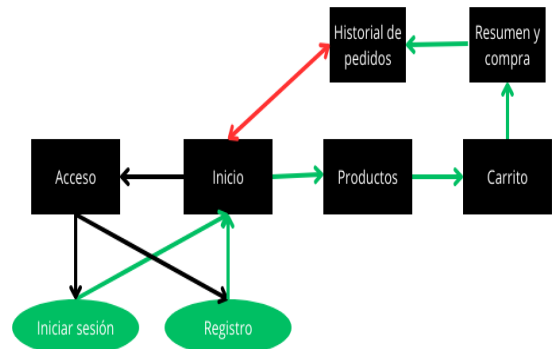 Historial de
pedidos
Resumen y
compra
Acceso
Inicio
Productos
Carrito
Iniciar sesión
Registro